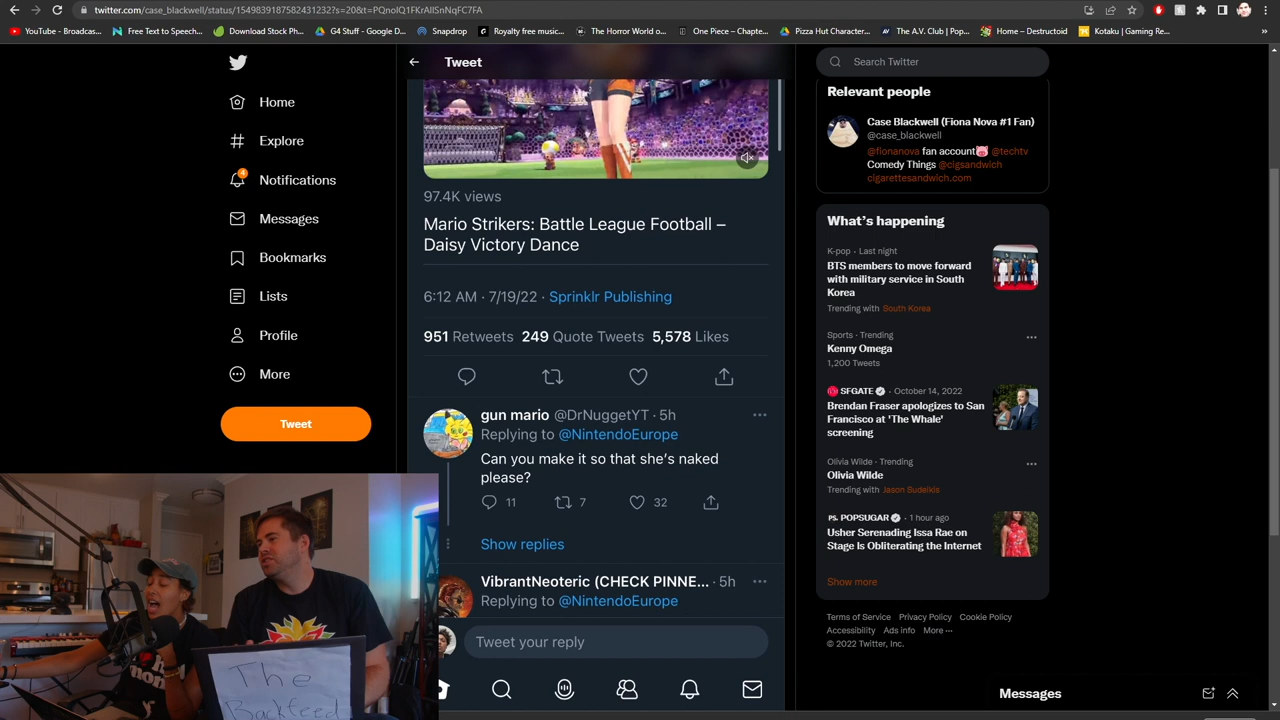 twitter.com/case_blackwell/status/1549839187582431232?s=20&t=PQnolQ1FKrAIlSnNqFC7FA
YouTube - Broadcas...
Free Text to Speech...
Download Stock Ph...
G4 Stuff - Google D...
Snapdrop
Royalty free music...
The Horror World o...
One Piece – Chapte...
Pizza Hut Character...
The A.V. Club | Pop...
Home – Destructoid
Kotaku | Gaming Re...
»
Home
Explore
4
Notifications
Messages
Bookmarks
Lists
Profile
More
Tweet
Tweet
97.4K views
Mario Strikers: Battle League Football –
Daisy Victory Dance
6:12 AM · 7/19/22 · Sprinklr Publishing
951 Retweets 249 Quote Tweets 5,578 Likes
gun mario @DrNuggetYT · 5h
Replying to @NintendoEurope
Can you make it so that she's naked
please?
11 7 32
Show replies
VibrantNeoteric (CHECK PINNE... · 5h
Replying to @NintendoEurope
Tweet your reply
Search Twitter
Relevant people
Case Blackwell (Fiona Nova #1 Fan)
@case_blackwell
@fionanova fan account @techtv
Comedy Things @cigsandwich
cigarettesandwich.com
What's happening
K-pop · Last night
BTS members to move forward
with military service in South
Korea
Trending with South Korea
Sports · Trending
Kenny Omega
1,200 Tweets
SFGATE · October 14, 2022
Brendan Fraser apologizes to San
Francisco at 'The Whale'
screening
Olivia Wilde · Trending
Olivia Wilde
Trending with Jason Sudeikis
PS. POPSUGAR · 1 hour ago
Usher Serenading Issa Rae on
Stage Is Obliterating the Internet
Show more
Terms of Service Privacy Policy Cookie Policy
Accessibility Ads info More ···
© 2022 Twitter, Inc.
Messages
The
Backfeed